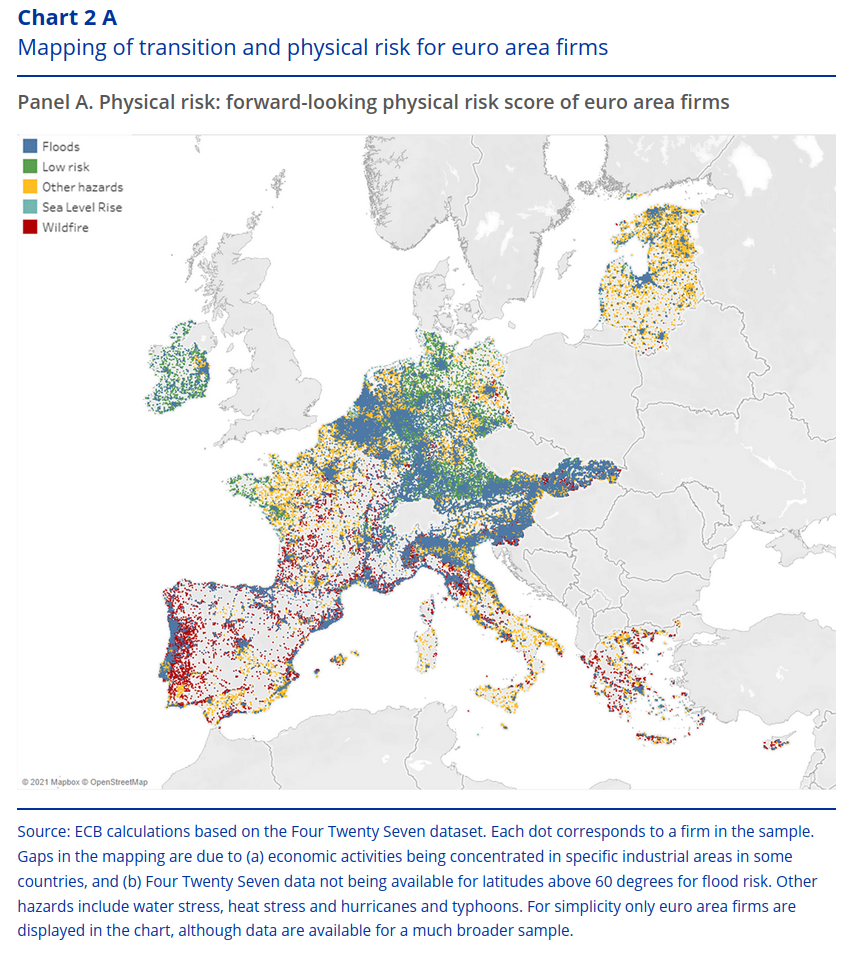 Chart 2 A
Mapping of transition and physical risk for euro area firms
Panel A. Physical risk: forward-looking physical risk score of euro area firms
Floods
Low risk
Other hazards
Sea Level Rise
Wildfire
© 2021 Mapbox © OpenStreetMap
Source: ECB calculations based on the Four Twenty Seven dataset. Each dot corresponds to a firm in the sample.
Gaps in the mapping are due to (a) economic activities being concentrated in specific industrial areas in some
countries, and (b) Four Twenty Seven data not being available for latitudes above 60 degrees for flood risk. Other
hazards include water stress, heat stress and hurricanes and typhoons. For simplicity only euro area firms are
displayed in the chart, although data are available for a much broader sample.